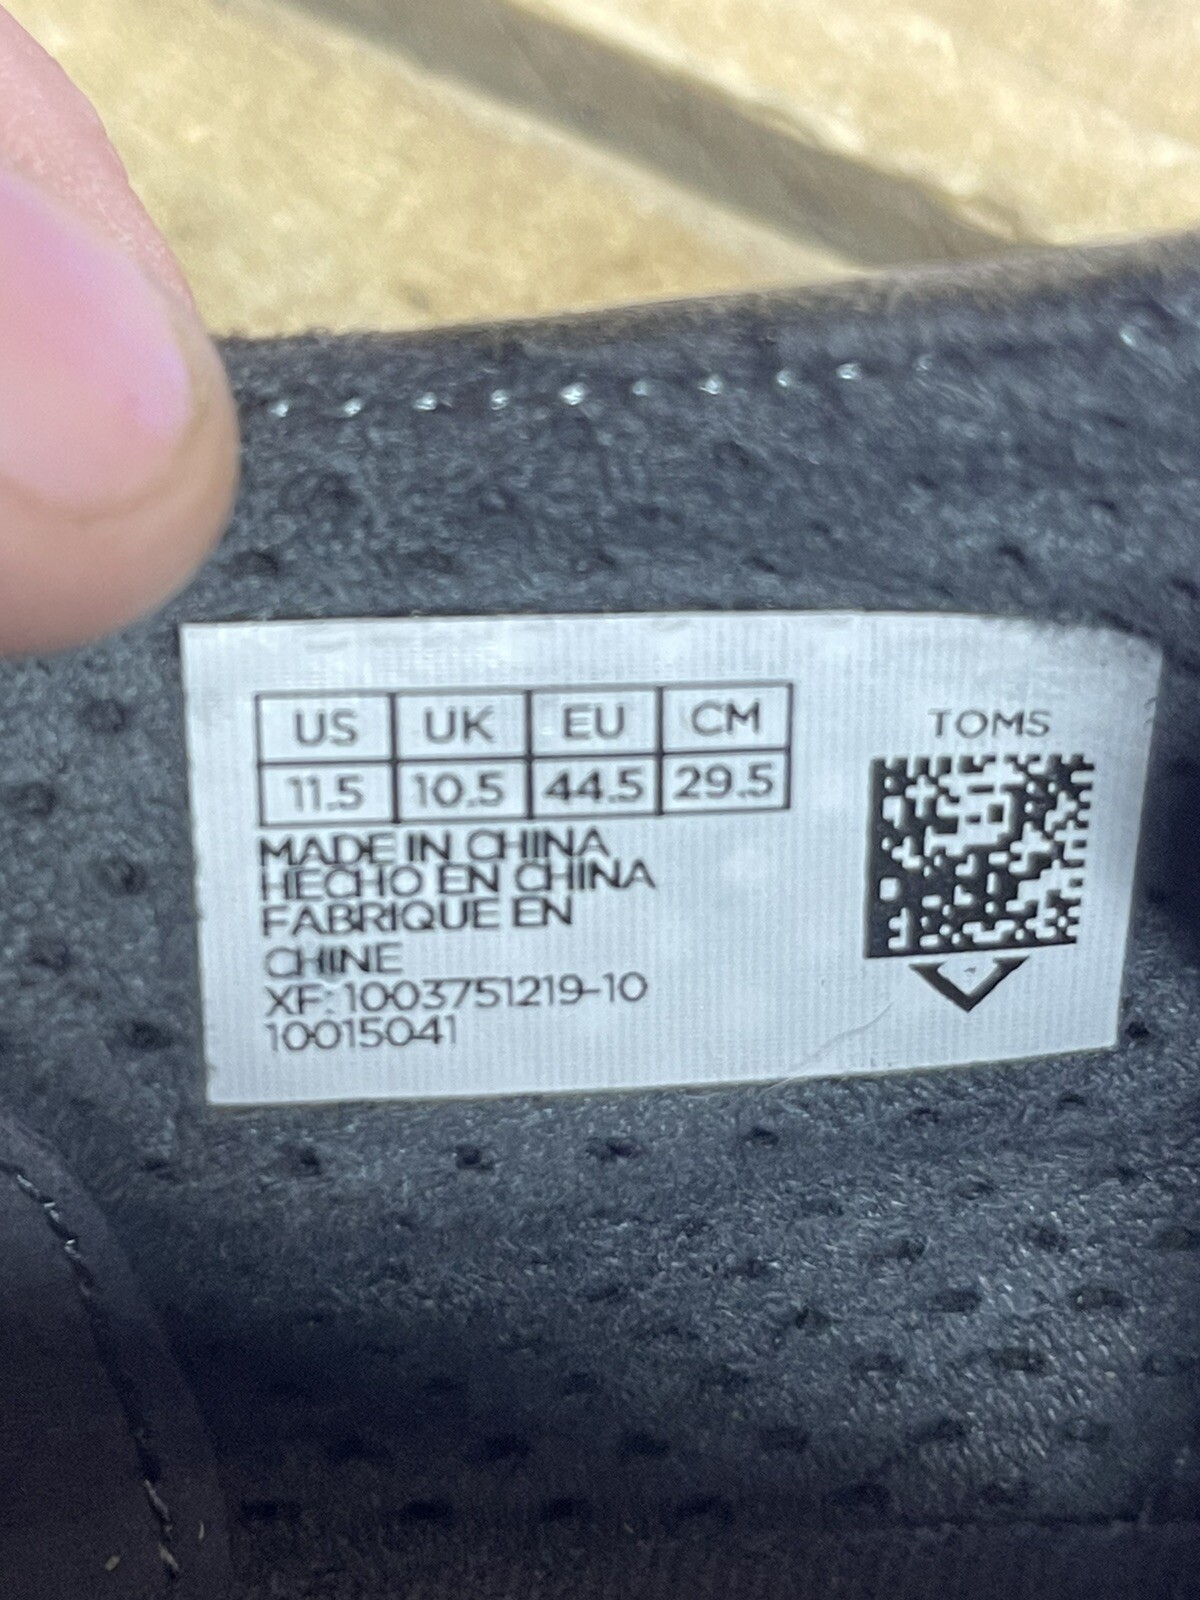 US UK EU CM
11.5 10.5 44.5 29.5
MADE IN CHINA
HECHO EN CHINA
FABRIQUE EN
CHINE
XF: 1003751219-10
10015041
TOMS